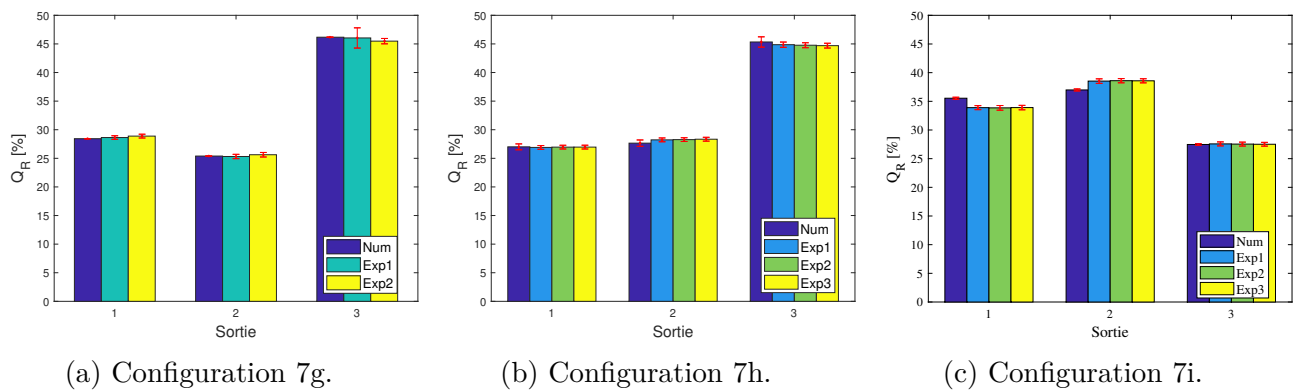 50
45
40
35
30
25
20
15
10
5
0
Q_R [%]
1 2 3
Sortie
Num
Exp1
Exp2
(a) Configuration 7g.
50
45
40
35
30
25
20
15
10
5
0
Q_R [%]
1 2 3
Sortie
Num
Exp1
Exp2
Exp3
(b) Configuration 7h.
50
45
40
35
30
25
20
15
10
5
0
Q_R [%]
1 2 3
Sortie
Num
Exp1
Exp2
Exp3
(c) Configuration 7i.